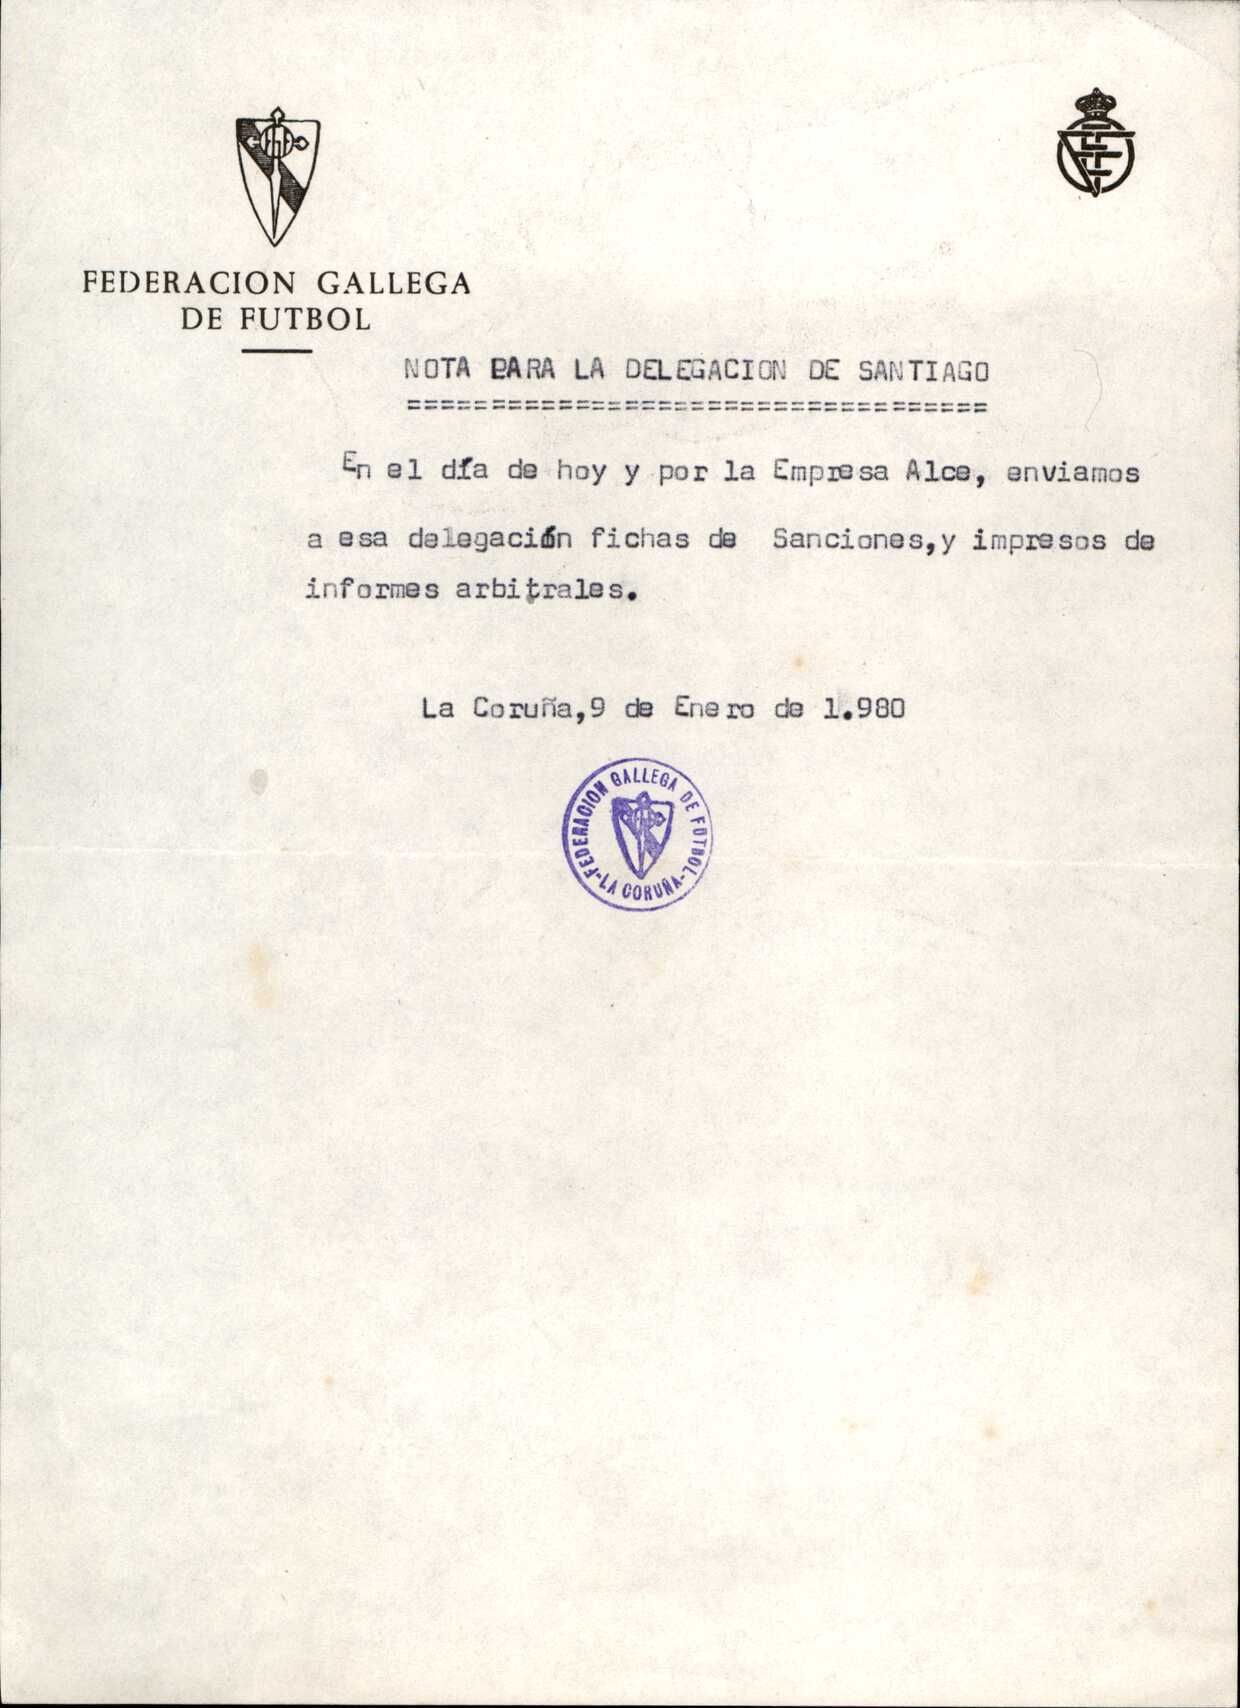 FEDERACION GALLEGA
DE FUTBOL
NOTA PARA LA DELEGACION DE SANTIAGO
===================================
En el día de hoy y por la Empresa Alce, enviamos
a esa delegación fichas de Sanciones,y impresos de
informes arbitrales.
La Coruña,9 de Enero de 1.980
FEDERACION GALLEGA DE FUTBOL
-LA CORUÑA-